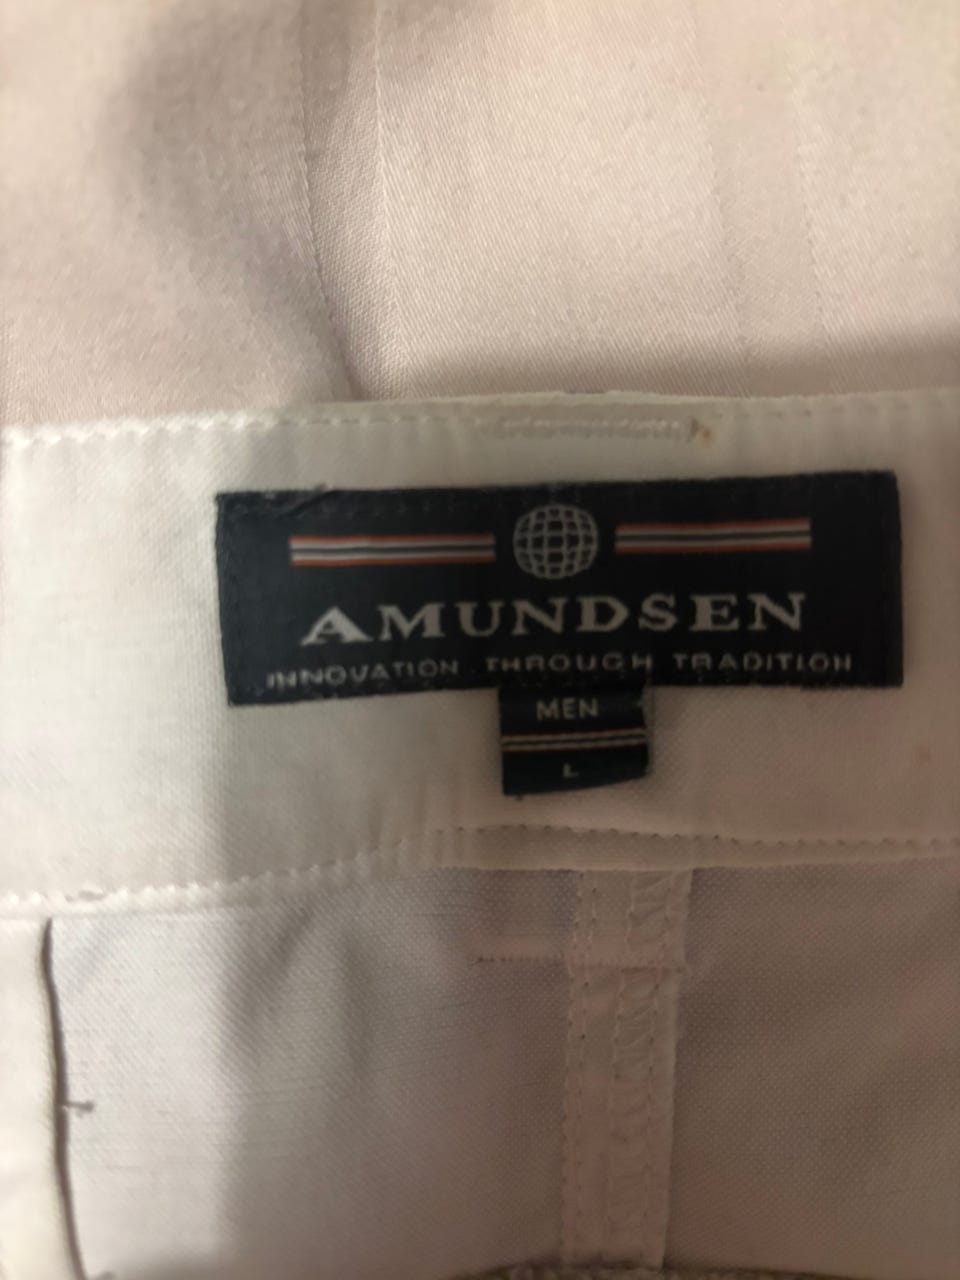 AMUNDSEN
INNOVATION THROUGH TRADITION
MEN
L